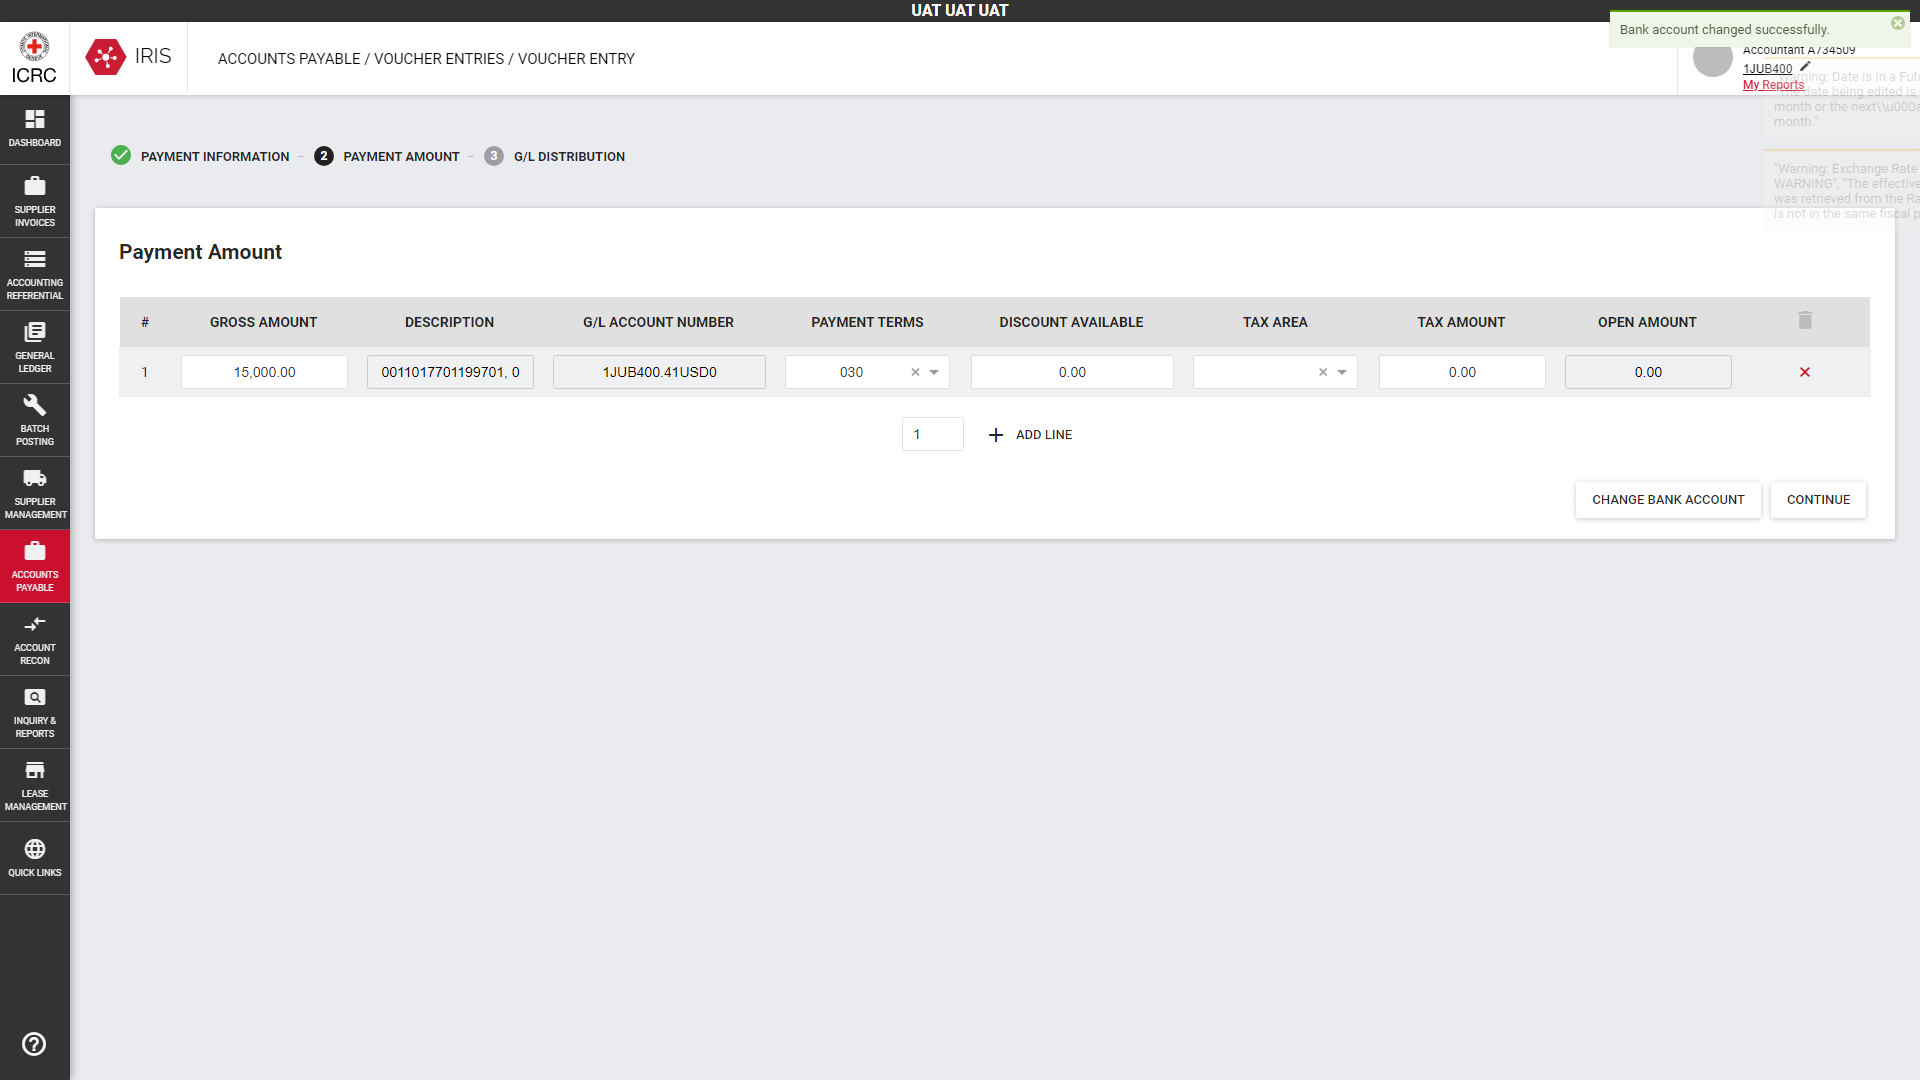 UAT UAT UAT
ICRC
IRIS
ACCOUNTS PAYABLE / VOUCHER ENTRIES / VOUCHER ENTRY
Bank account changed successfully.
Accountant A734509
1JUB400
My Reports
"Warning: Date Is in a Futu
"The date being edited is
month or the next\\u000a
month."
"Warning: Exchange Rate
WARNING", "The effective
was retrieved from the Ra
is not in the same fiscal p
DASHBOARD
SUPPLIER
INVOICES
ACCOUNTING
REFERENTIAL
GENERAL
LEDGER
BATCH
POSTING
SUPPLIER
MANAGEMENT
ACCOUNTS
PAYABLE
ACCOUNT
RECON
INQUIRY &
REPORTS
LEASE
MANAGEMENT
QUICK LINKS
PAYMENT INFORMATION – 2 PAYMENT AMOUNT – 3 G/L DISTRIBUTION
Payment Amount
# GROSS AMOUNT DESCRIPTION G/L ACCOUNT NUMBER PAYMENT TERMS DISCOUNT AVAILABLE TAX AREA TAX AMOUNT OPEN AMOUNT
1 15,000.00 0011017701199701, 0 1JUB400.41USD0 030 0.00 0.00 0.00
1 ADD LINE
CHANGE BANK ACCOUNT CONTINUE